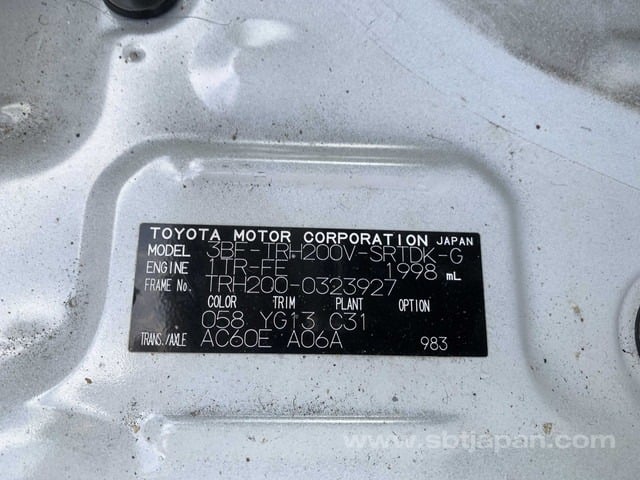 TOYOTA MOTOR CORPORATION JAPAN
MODEL 3BF-TRH200V-SRTDK-G
ENGINE 1TR-FE 1998 mL
FRAME No. TRH200-0323927
COLOR TRIM PLANT OPTION
058 YG13 C31
TRANS./AXLE AC60E A06A 983
www.sbtjapan.com